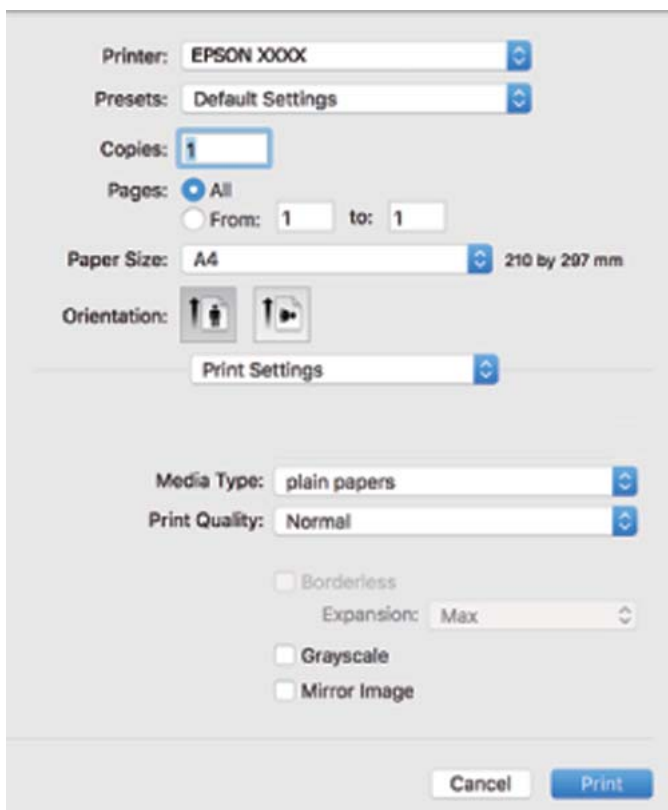 Printer: EPSON XXXX
Presets: Default Settings
Copies: 1
Pages: All
From: 1 to: 1
Paper Size: A4 210 by 297 mm
Orientation:
Print Settings
Media Type: plain papers
Print Quality: Normal
Borderless
Expansion: Max
Grayscale
Mirror Image
Cancel Print